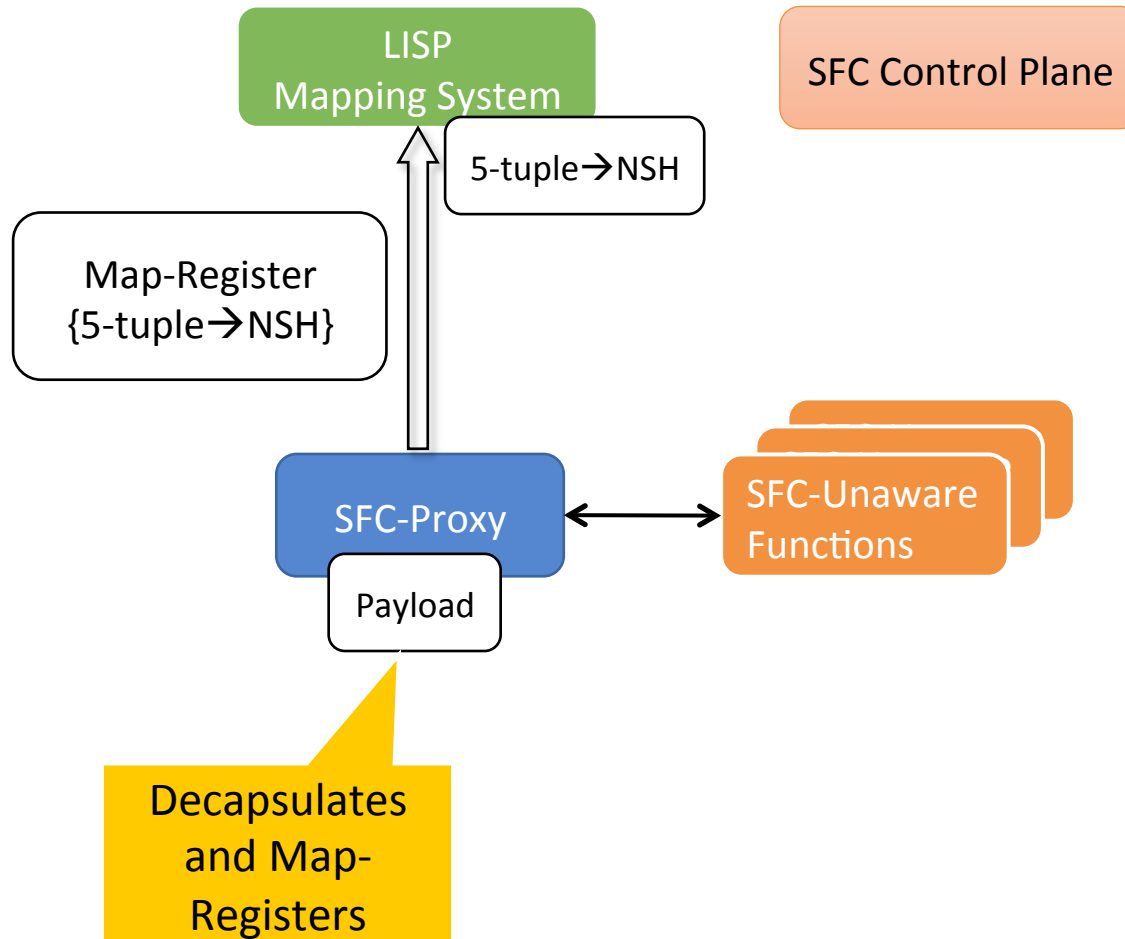 LISP
Mapping System
SFC Control Plane
5-tuple→NSH
Map-Register
{5-tuple→NSH}
SFC-Proxy
SFC-Unaware
Functions
Payload
Decapsulates
and Map-
Registers